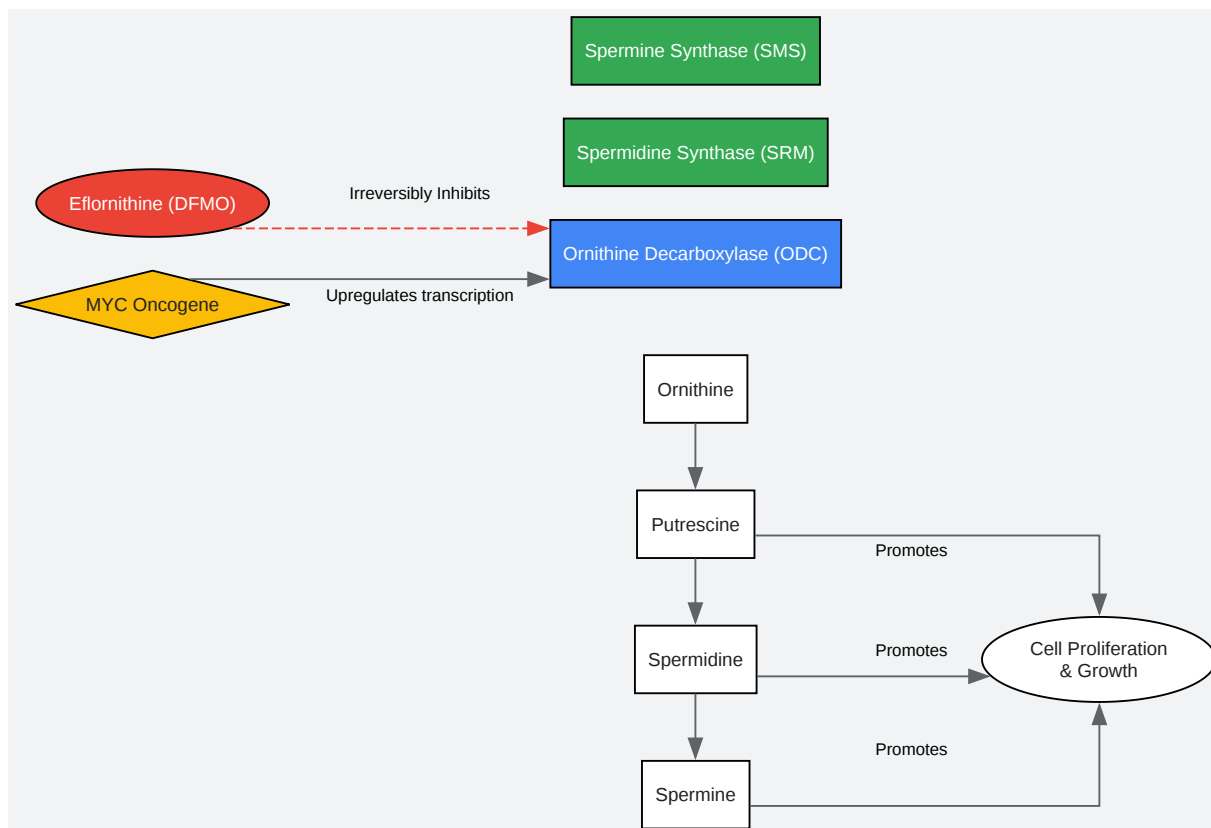 Spermine Synthase (SMS)
Spermidine Synthase (SRM)
Eflornithine (DFMO)
Irreversibly Inhibits
Ornithine Decarboxylase (ODC)
MYC Oncogene
Upregulates transcription
Ornithine
Putrescine
Promotes
Spermidine
Promotes
Cell Proliferation
& Growth
Promotes
Spermine